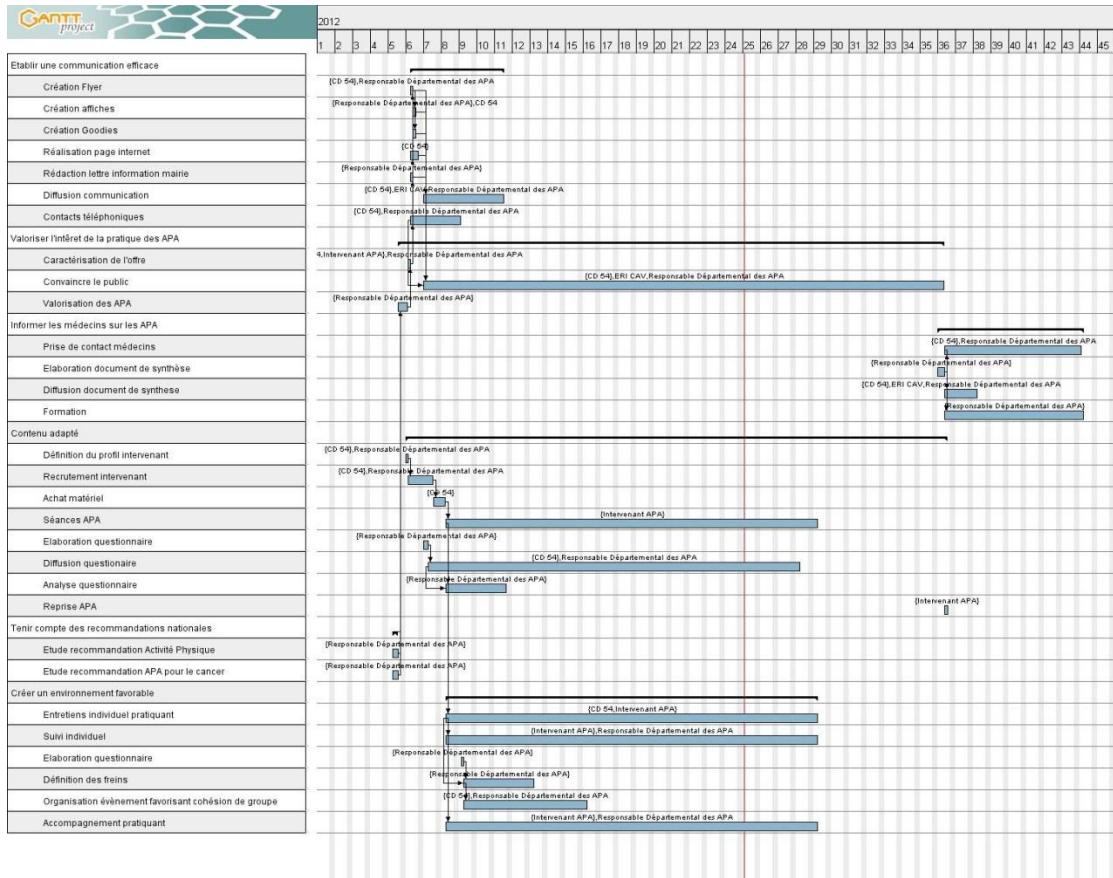 GANTT
project
2012
1 2 3 4 5 6 7 8 9 10 11 12 13 14 15 16 17 18 19 20 21 22 23 24 25 26 27 28 29 30 31 32 33 34 35 36 37 38 39 40 41 42 43 44 45
Etablir une communication efficace
Création Flyer
{CD 54},Responsable Départemental des APA
Création affiches
{Responsable Départemental des APA},CD 54
Création Goodies
Réalisation page internet
{CD 54}
Rédaction lettre information mairie
{Responsable Départemental des APA}
Diffusion communication
{CD 54},ERI CAV,Responsable Départemental des APA
Contacts téléphoniques
{CD 54},Responsable Départemental des APA
Valoriser l'intêret de la pratique des APA
Caractérisation de l'offre
4,Intervenant APA},Responsable Départemental des APA
Convaincre le public
{CD 54},ERI CAV,Responsable Départemental des APA
Valorisation des APA
{Responsable Départemental des APA}
Informer les médecins sur les APA
Prise de contact médecins
{CD 54},Responsable Départemental des APA
Elaboration document de synthèse
{Responsable Départemental des APA}
Diffusion document de synthese
{CD 54},ERI CAV,Responsable Départemental des APA
Formation
{Responsable Départemental des APA}
Contenu adapté
Définition du profil intervenant
{CD 54},Responsable Départemental des APA
Recrutement intervenant
{CD 54},Responsable Départemental des APA
Achat matériel
{CD 54}
Séances APA
{Intervenant APA}
Elaboration questionnaire
{Responsable Départemental des APA}
Diffusion questionaire
{CD 54},Responsable Départemental des APA
Analyse questionnaire
{Responsable Départemental des APA}
Reprise APA
{Intervenant APA}
Tenir compte des recommandations nationales
Etude recommandation Activité Physique
{Responsable Départemental des APA}
Etude recommandation APA pour le cancer
{Responsable Départemental des APA}
Créer un environnement favorable
Entretiens individuel pratiquant
{CD 54,Intervenant APA}
Suivi individuel
{Intervenant APA},Responsable Départemental des APA
Elaboration questionnaire
{Responsable Départemental des APA}
Définition des freins
{Responsable Départemental des APA}
Organisation évènement favorisant cohésion de groupe
{CD 54},Responsable Départemental des APA
Accompagnement pratiquant
{Intervenant APA},Responsable Départemental des APA